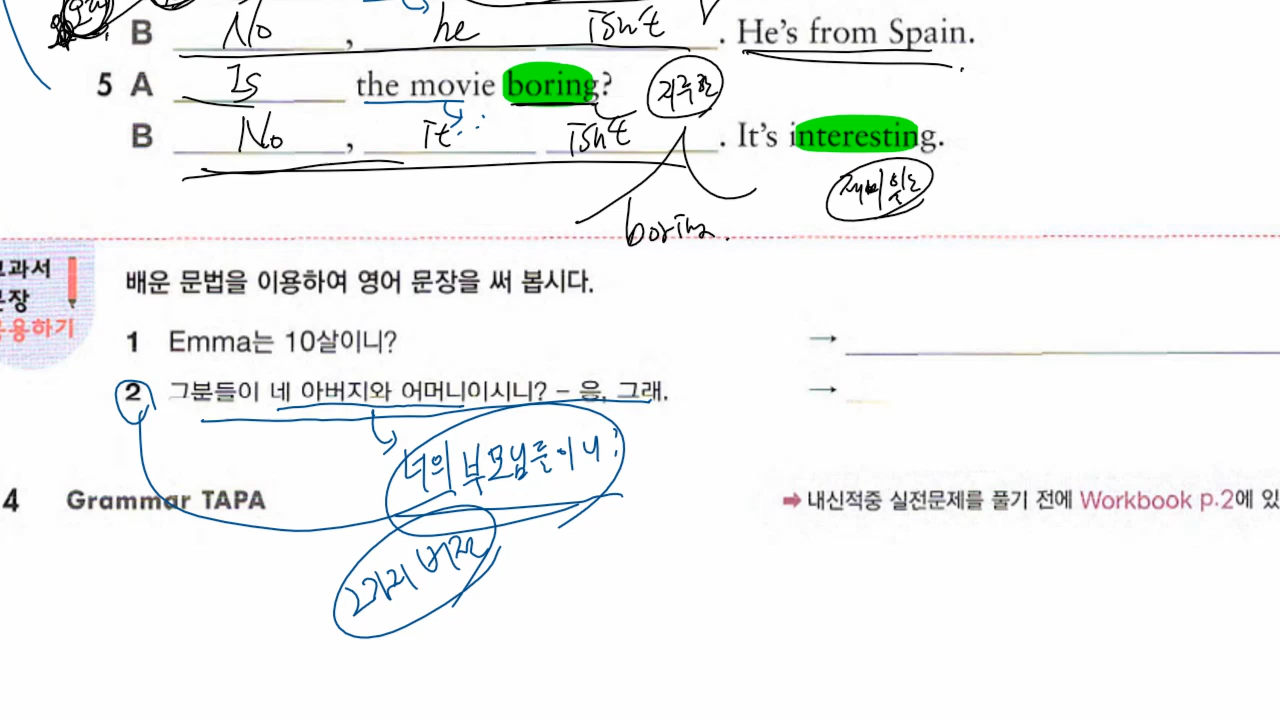 B No, he isn't. He's from Spain.
5 A Is the movie boring? 지루한
B No, it isn't. It's interesting.
재미있는
boring.
교과서
문장
응용하기
배운 문법을 이용하여 영어 문장을 써 봅시다.
1 Emma는 10살이니? →
2 그분들이 네 아버지와 어머니이시니? – 응, 그래. →
너의 부모님들이니?
4 Grammar TAPA
➡ 내신적중 실전문제를 풀기 전에 Workbook p.2에 있
2가지 버전